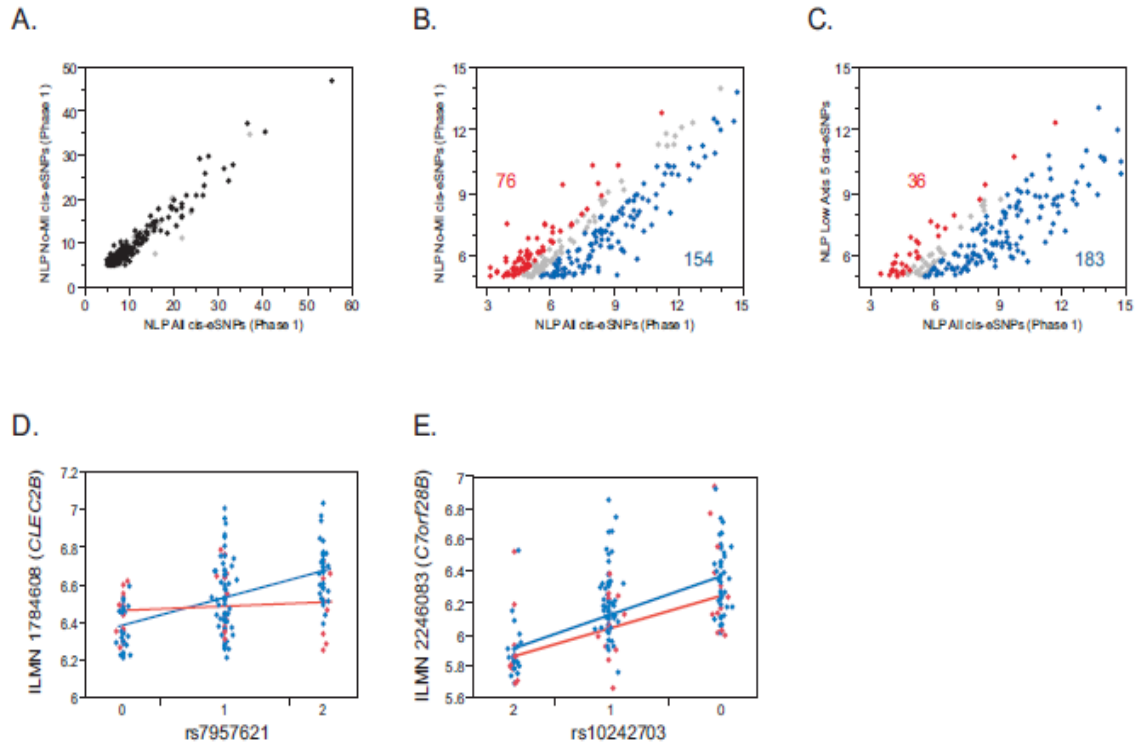 A.
B.
C.
NLP No-MI cis-eSNPs (Phase 1)
50
40
30
20
10
0
0 10 20 30 40 50 60
NLP All cis-eSNPs (Phase 1)
NLP No-MI cis-eSNPs (Phase 1)
15
12
9
6
76
154
3 6 9 12 15
NLP All cis-eSNPs (Phase 1)
NLP Low Axis 5 cis-eSNPs
15
12
9
6
36
183
3 6 9 12 15
NLP All cis-eSNPs (Phase 1)
D.
E.
ILMN 1784608 (CLEC2B)
7.2
7
6.8
6.6
6.4
6.2
6
0 1 2
rs7957621
ILMN 2246083 (C7orf28B)
7
6.8
6.6
6.4
6.2
6
5.8
5.6
2 1 0
rs10242703